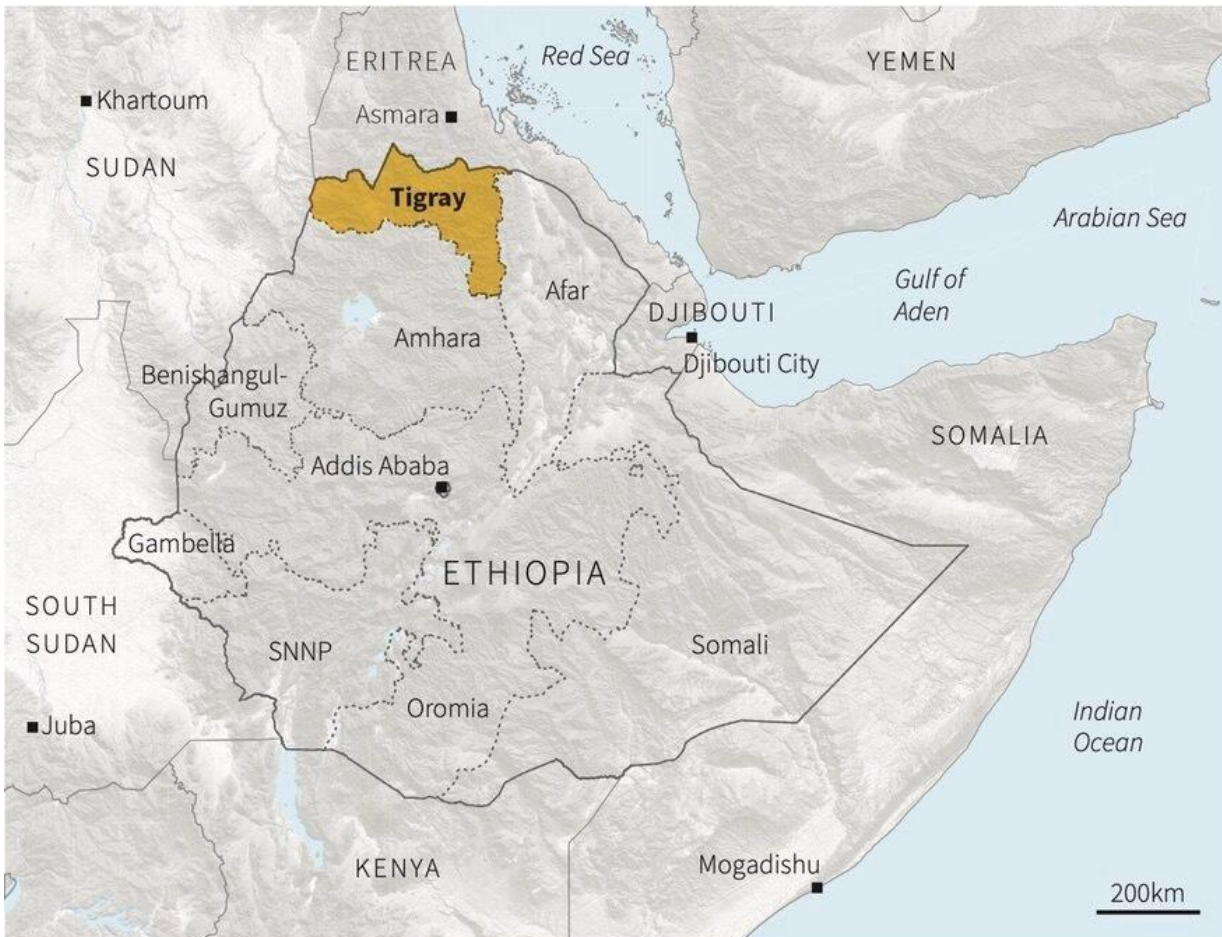 Red Sea
YEMEN
ERITREA
Khartoum
Asmara
SUDAN
Tigray
Arabian Sea
Gulf of
Aden
Afar
DJIBOUTI
Amhara
Djibouti City
Benishangul-
Gumuz
SOMALIA
Addis Ababa
Gambella
ETHIOPIA
SOUTH
SUDAN
SNNP
Somali
Oromia
Juba
Indian
Ocean
KENYA
Mogadishu
200km